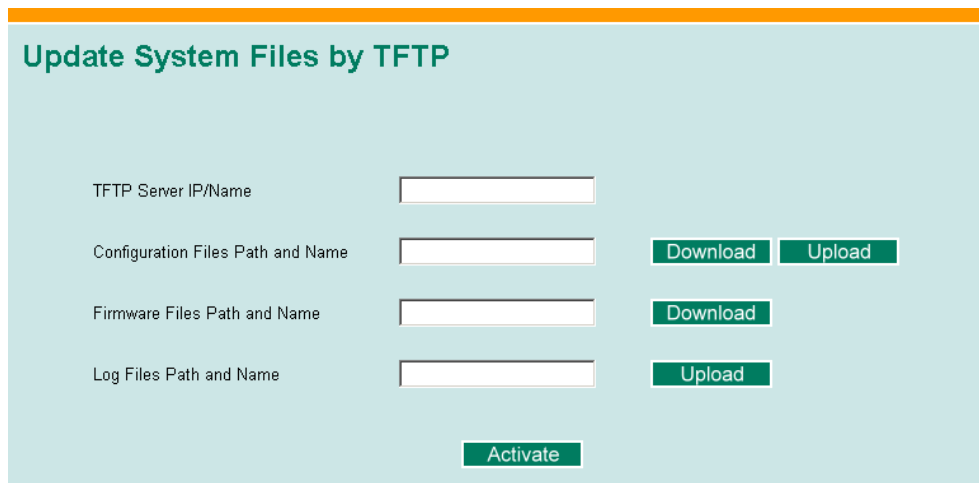 Update System Files by TFTP
TFTP Server IP/Name
Configuration Files Path and Name Download Upload
Firmware Files Path and Name Download
Log Files Path and Name Upload
Activate